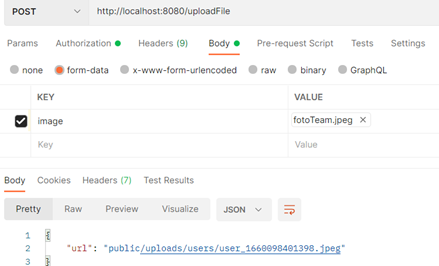 POST http://localhost:8080/uploadFile
Params Authorization Headers (9) Body Pre-request Script Tests Settings
none form-data x-www-form-urlencoded raw binary GraphQL
KEY VALUE
image fotoTeam.jpeg
Key Value
Body Cookies Headers (7) Test Results
Pretty Raw Preview Visualize JSON
1 {
2 "url": "public/uploads/users/user_1660098401398.jpeg"
3 }